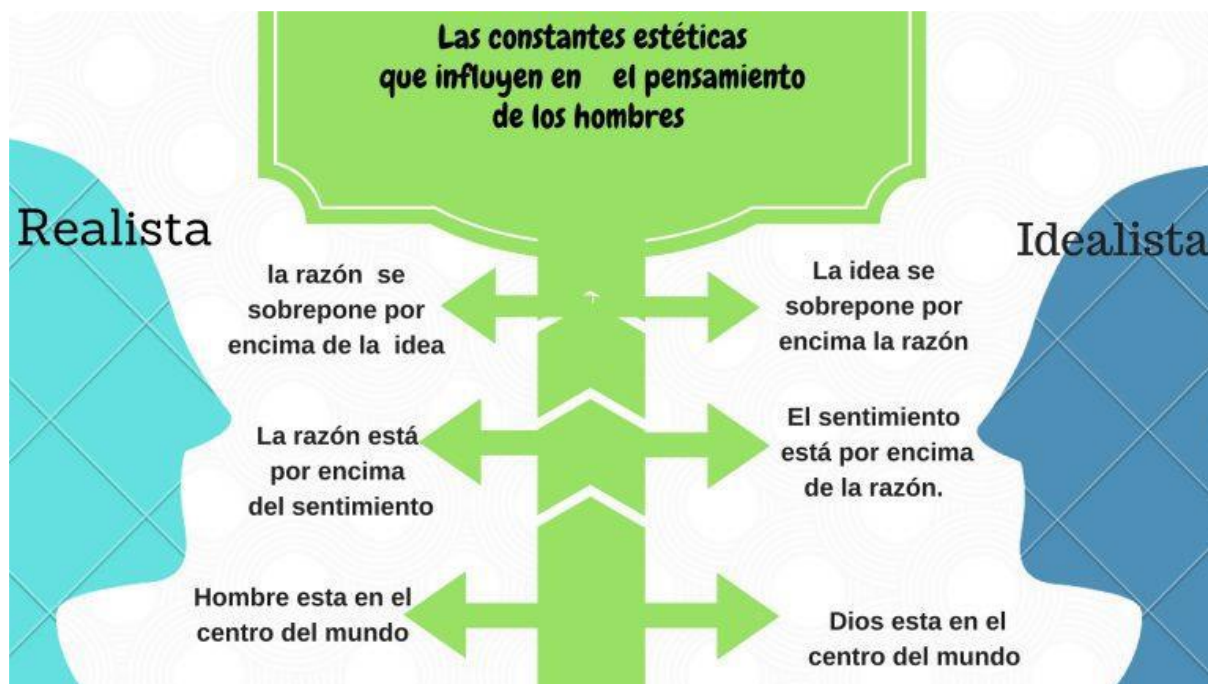 Las constantes estéticas
que influyen en el pensamiento
de los hombres
Realista
Idealista
la razón se
sobrepone por
encima de la idea
La idea se
sobrepone por
encima la razón
La razón está
por encima
del sentimiento
El sentimiento
está por encima
de la razón.
Hombre esta en el
centro del mundo
Dios esta en el
centro del mundo